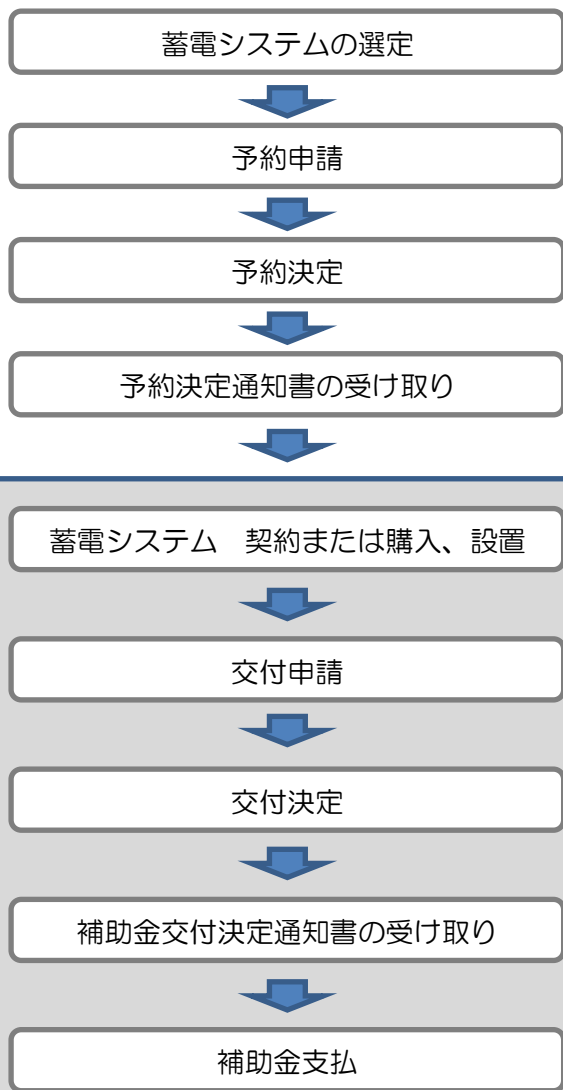 蓄電システムの選定
予約申請
予約決定
予約決定通知書の受け取り
蓄電システム　契約または購入、設置
交付申請
交付決定
補助金交付決定通知書の受け取り
補助金支払